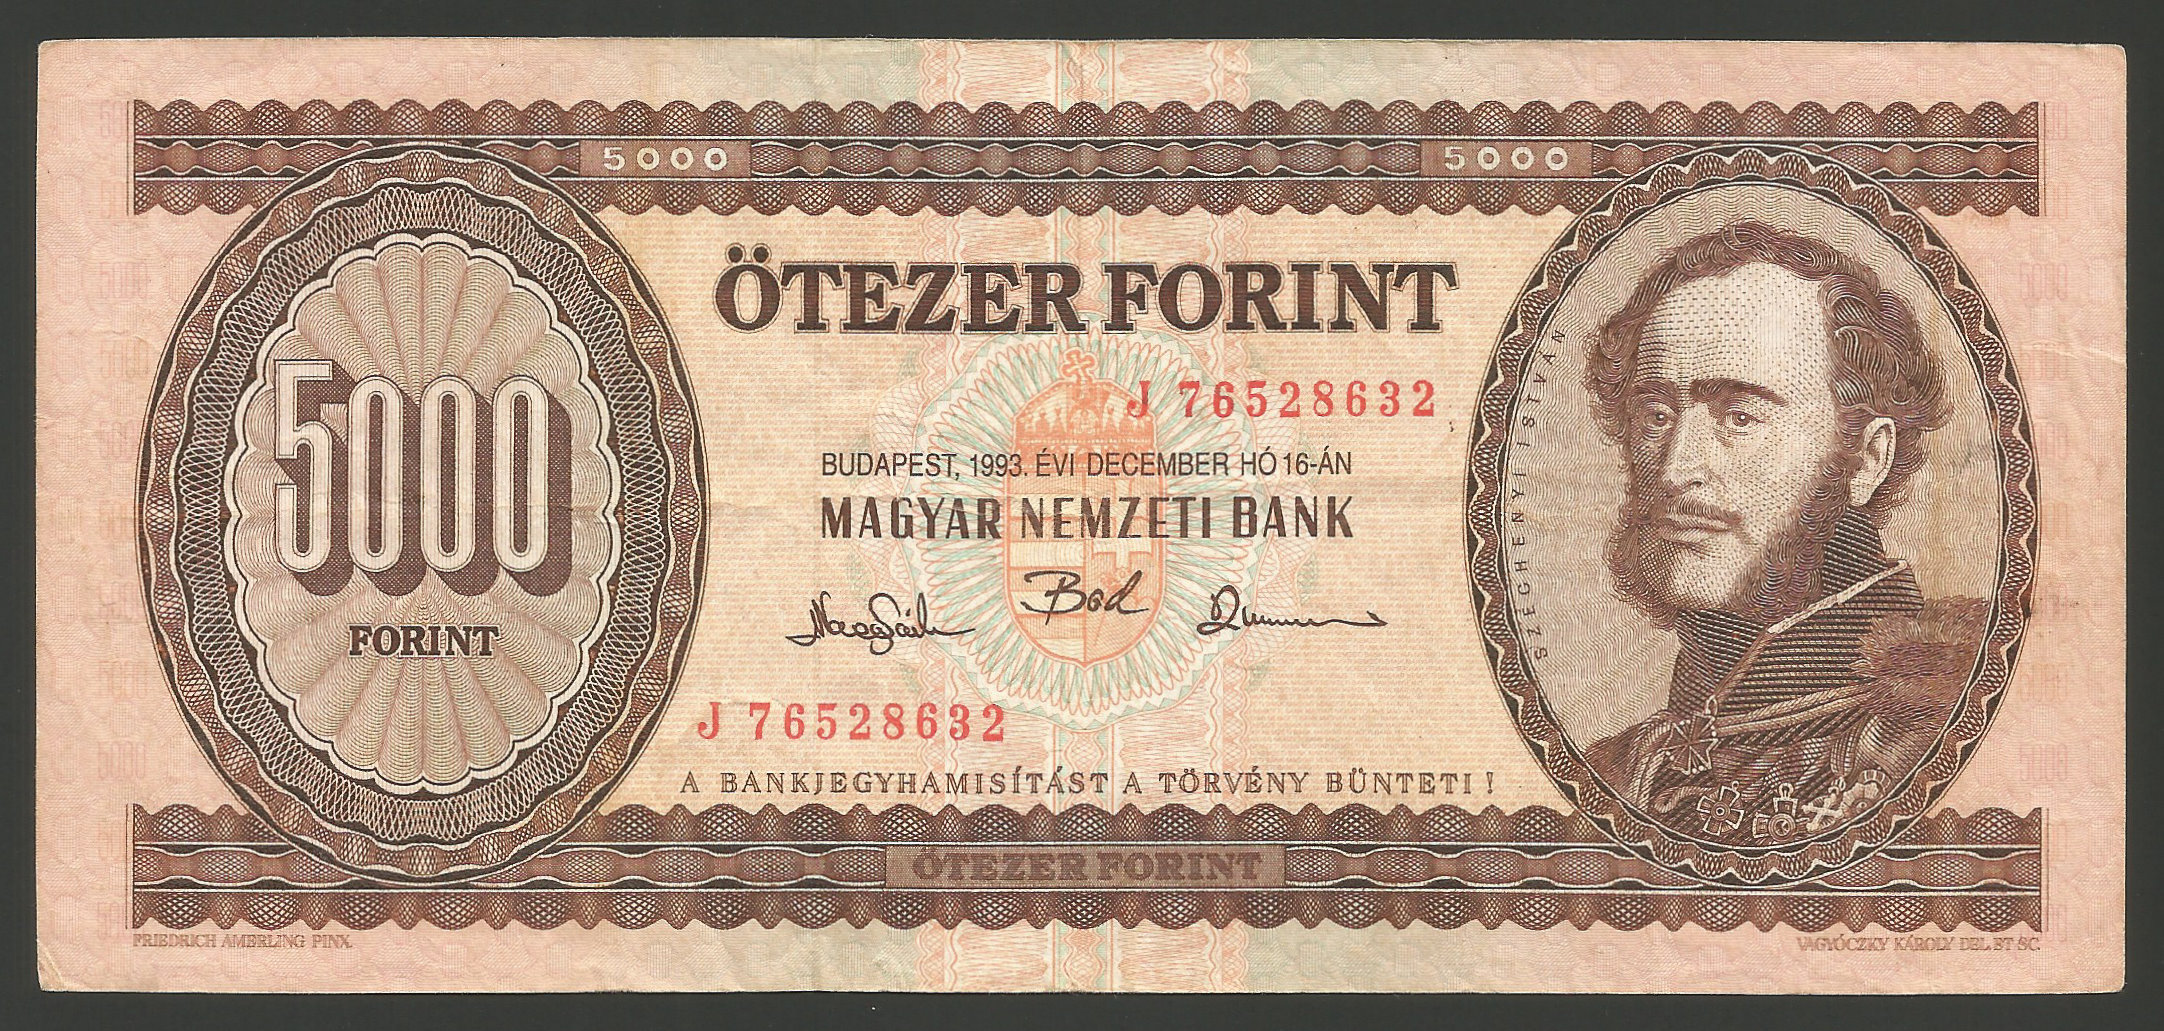 5000
5000
ÖTEZER FORINT
J 76528632
5000
FORINT
BUDAPEST, 1993. ÉVI DECEMBER HÓ 16-ÁN
MAGYAR NEMZETI BANK
Bod
SZÉCHENYI ISTVÁN
J 76528632
A BANKJEGYHAMISÍTÁST A TÖRVÉNY BÜNTETI !
ÖTEZER FORINT
FRIEDRICH AMERLING PINX.
VAGYÓCZKY KÁROLY DEL. ET SC.